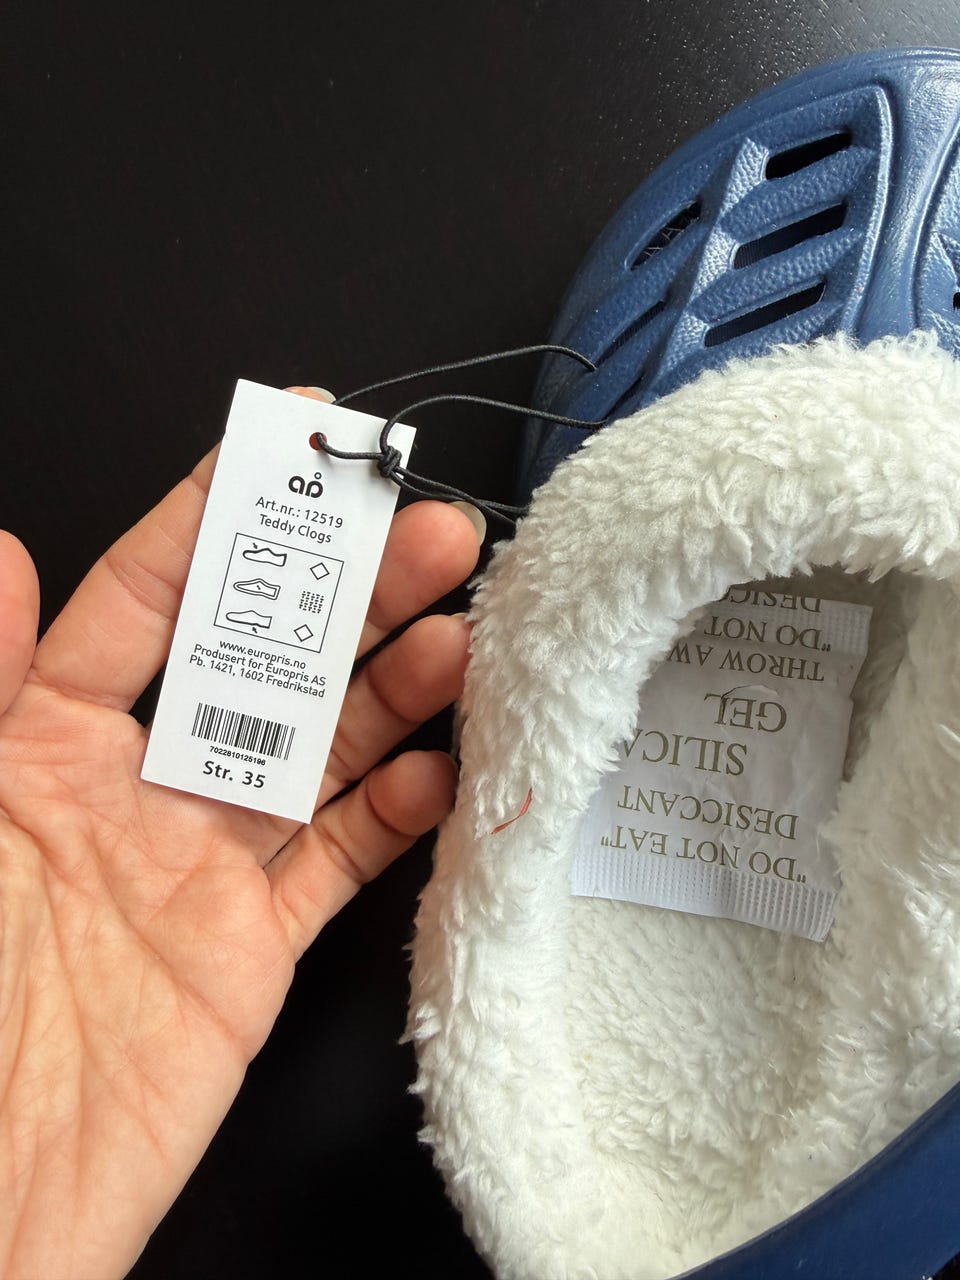 Art.nr.: 12519
Teddy Clogs
www.europris.no
Produsert for Europris AS
Pb. 1421, 1602 Fredrikstad
7022810125196
Str. 35
"DO NOT EAT"
DESICCANT
SILICA
GEL
THROW AW
"DO NOT
DESIC